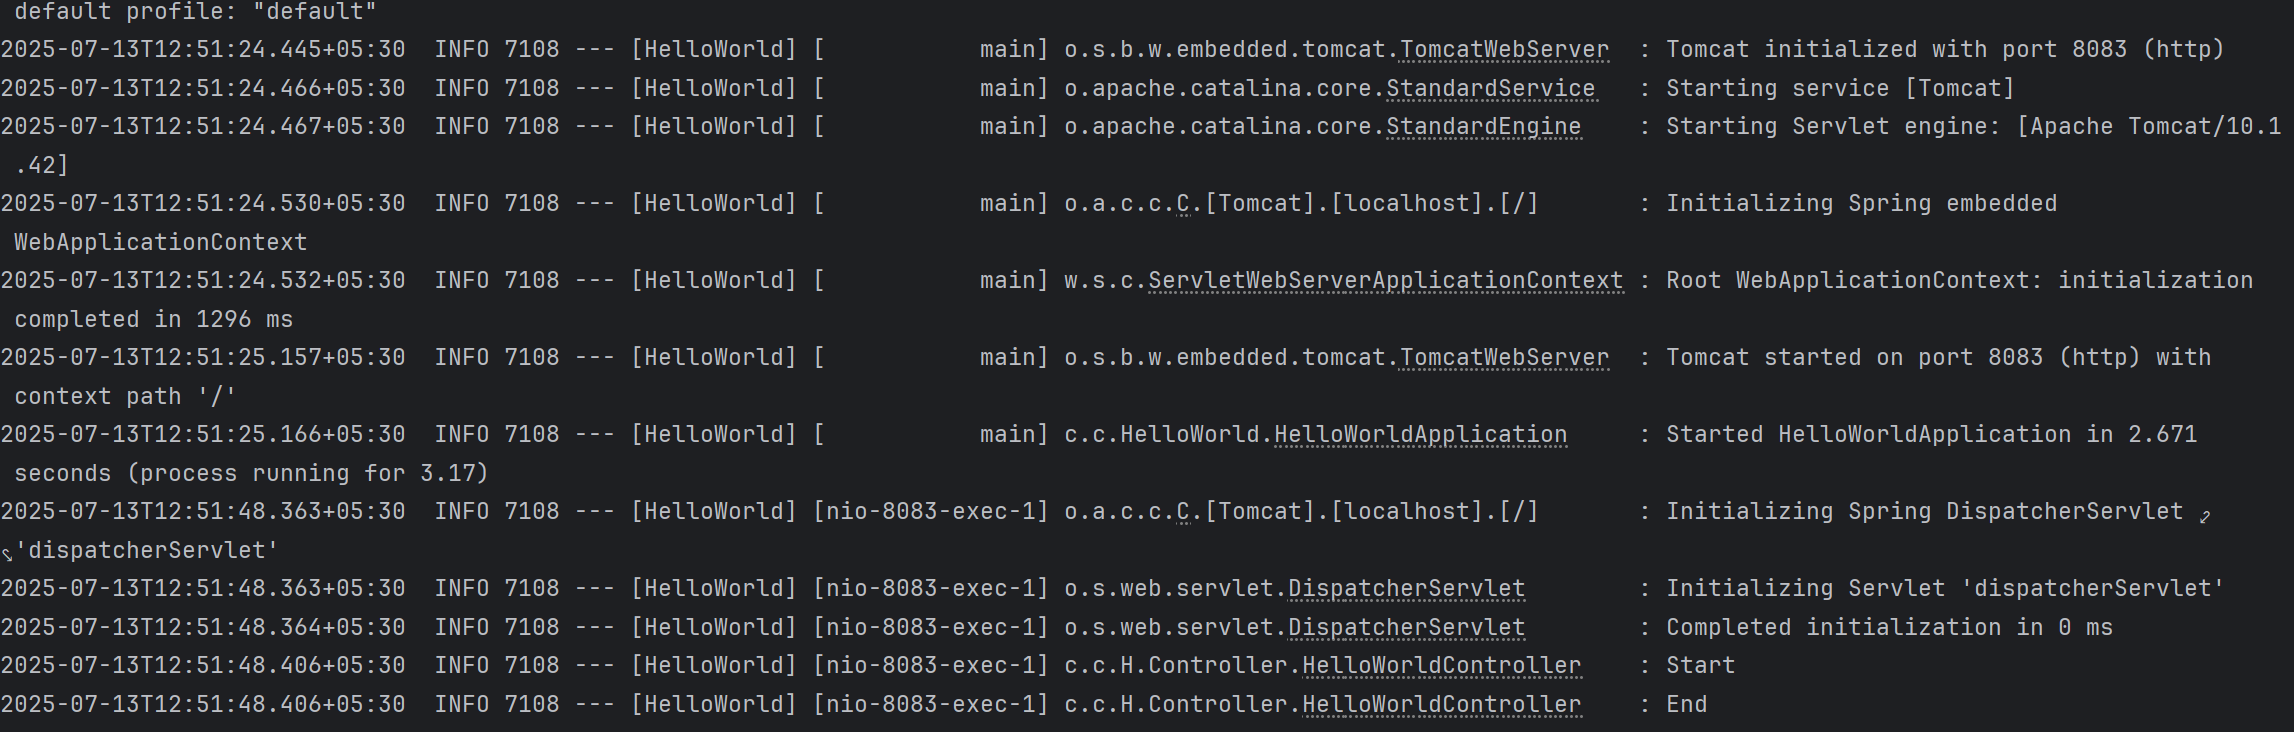 default profile: "default"
2025-07-13T12:51:24.445+05:30  INFO 7108 --- [HelloWorld] [           main] o.s.b.w.embedded.tomcat.TomcatWebServer  : Tomcat initialized with port 8083 (http)
2025-07-13T12:51:24.466+05:30  INFO 7108 --- [HelloWorld] [           main] o.apache.catalina.core.StandardService   : Starting service [Tomcat]
2025-07-13T12:51:24.467+05:30  INFO 7108 --- [HelloWorld] [           main] o.apache.catalina.core.StandardEngine    : Starting Servlet engine: [Apache Tomcat/10.1
.42]
2025-07-13T12:51:24.530+05:30  INFO 7108 --- [HelloWorld] [           main] o.a.c.c.C.[Tomcat].[localhost].[/]       : Initializing Spring embedded
WebApplicationContext
2025-07-13T12:51:24.532+05:30  INFO 7108 --- [HelloWorld] [           main] w.s.c.ServletWebServerApplicationContext : Root WebApplicationContext: initialization
completed in 1296 ms
2025-07-13T12:51:25.157+05:30  INFO 7108 --- [HelloWorld] [           main] o.s.b.w.embedded.tomcat.TomcatWebServer  : Tomcat started on port 8083 (http) with
context path '/'
2025-07-13T12:51:25.166+05:30  INFO 7108 --- [HelloWorld] [           main] c.c.HelloWorld.HelloWorldApplication     : Started HelloWorldApplication in 2.671
seconds (process running for 3.17)
2025-07-13T12:51:48.363+05:30  INFO 7108 --- [HelloWorld] [nio-8083-exec-1] o.a.c.c.C.[Tomcat].[localhost].[/]       : Initializing Spring DispatcherServlet
'dispatcherServlet'
2025-07-13T12:51:48.363+05:30  INFO 7108 --- [HelloWorld] [nio-8083-exec-1] o.s.web.servlet.DispatcherServlet        : Initializing Servlet 'dispatcherServlet'
2025-07-13T12:51:48.364+05:30  INFO 7108 --- [HelloWorld] [nio-8083-exec-1] o.s.web.servlet.DispatcherServlet        : Completed initialization in 0 ms
2025-07-13T12:51:48.406+05:30  INFO 7108 --- [HelloWorld] [nio-8083-exec-1] c.c.H.Controller.HelloWorldController    : Start
2025-07-13T12:51:48.406+05:30  INFO 7108 --- [HelloWorld] [nio-8083-exec-1] c.c.H.Controller.HelloWorldController    : End